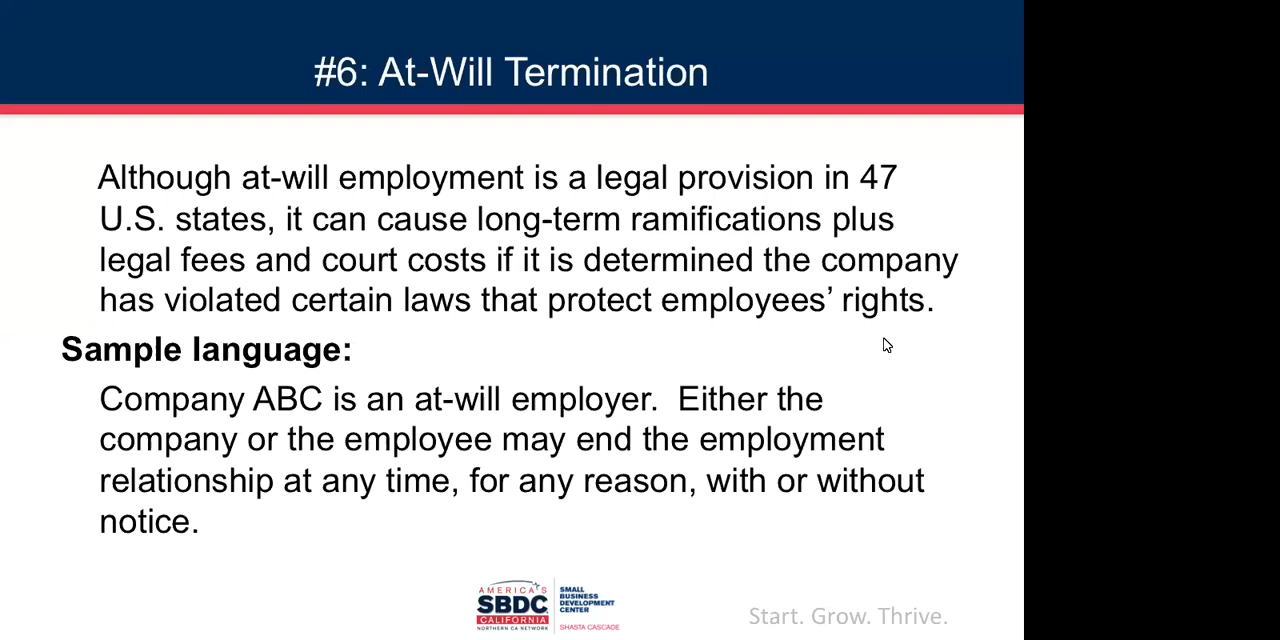 #6: At-Will Termination
Although at-will employment is a legal provision in 47
U.S. states, it can cause long-term ramifications plus
legal fees and court costs if it is determined the company
has violated certain laws that protect employees’ rights.
Sample language:
Company ABC is an at-will employer.  Either the
company or the employee may end the employment
relationship at any time, for any reason, with or without
notice.
AMERICA'S
SBDC
CALIFORNIA
NORTHERN CA NETWORK
SMALL
BUSINESS
DEVELOPMENT
CENTER
SHASTA CASCADE
Start. Grow. Thrive.